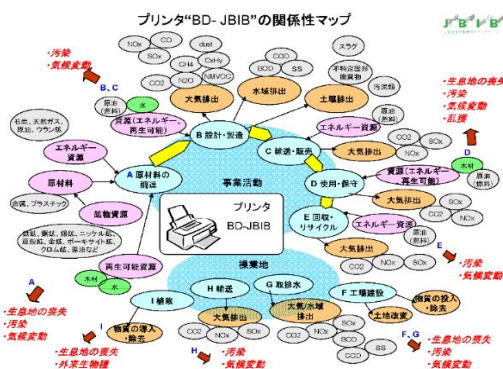 プリンタ“BD- JBIB”の関係性マップ
JBIB
NOx
CO
SOx
dust
CH4
CxHy
CO2
N2O
NMVOC
大気排出
COD
BOD
SS
水域排出
スラグ
不特定固形
廃棄物
汚泥類
土壌排出
・汚染
・気候変動
B、C
原油
(燃料)
水
資源(エネルギー、
再生可能)
B 設計・製造
石炭、天然ガス、
原油、ウラン鉱
エネルギー
資源
原材料
金属、プラスチック
A 原材料の
調達
鉱物資源
鉄鉱、銅鉱、錫鉱、ニッケル鉱、
亜鉛鉱、金鉱、ボーキサイト鉱、
クロム鉱、原油など
再生可能資源
木材
水
事業活動
プリンタ
BD-JBIB
C 輸送・販売
原油
(燃料)
エネルギー資源
大気排出
CO2
SOx
NOx
・生息地の喪失
・汚染
・気候変動
・乱獲
D
木材
原油
(燃料)
資源(エネルギー
再生可能)
D 使用・保守
大気排出
SOx
CO2
NOx
E 回収・
リサイクル
エネルギー資源
原油
(燃料)
大気排出
CO2
NOx
SOx
E
・汚染
・気候変動
操業地
A
・生息地の喪失
・汚染
・気候変動
I 植栽
H 輸送
G 取排水
F 工場建設
物質の投入
・除去
土地改変
物質の導入
・除去
大気排出
CO2
NOx
SOx
大気/水域
排出
CO2
NOx
SOx
BOD
COD
SS
I
・生息地の喪失
・外来生物種
H
・汚染
・気候変動
F、G
・生息地の喪失
・汚染
・気候変動